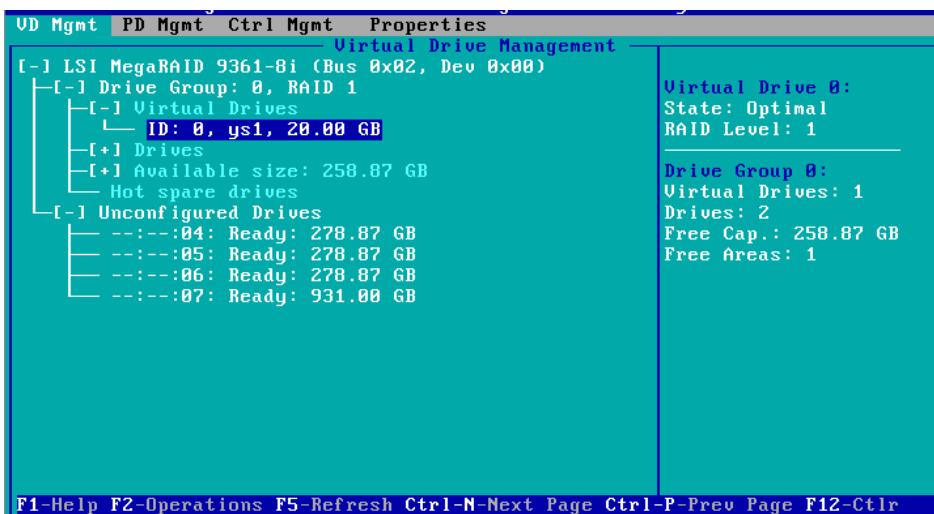 VD Mgmt PD Mgmt Ctrl Mgmt Properties
Virtual Drive Management
[-] LSI MegaRAID 9361-8i (Bus 0x02, Dev 0x00)
[-] Drive Group: 0, RAID 1
[-] Virtual Drives
ID: 0, ys1, 20.00 GB
[+] Drives
[+] Available size: 258.87 GB
Hot spare drives
[-] Unconfigured Drives
--:--:04: Ready: 278.87 GB
--:--:05: Ready: 278.87 GB
--:--:06: Ready: 278.87 GB
--:--:07: Ready: 931.00 GB
Virtual Drive 0:
State: Optimal
RAID Level: 1
Drive Group 0:
Virtual Drives: 1
Drives: 2
Free Cap.: 258.87 GB
Free Areas: 1
F1-Help F2-Operations F5-Refresh Ctrl-N-Next Page Ctrl-P-Prev Page F12-Ctlr